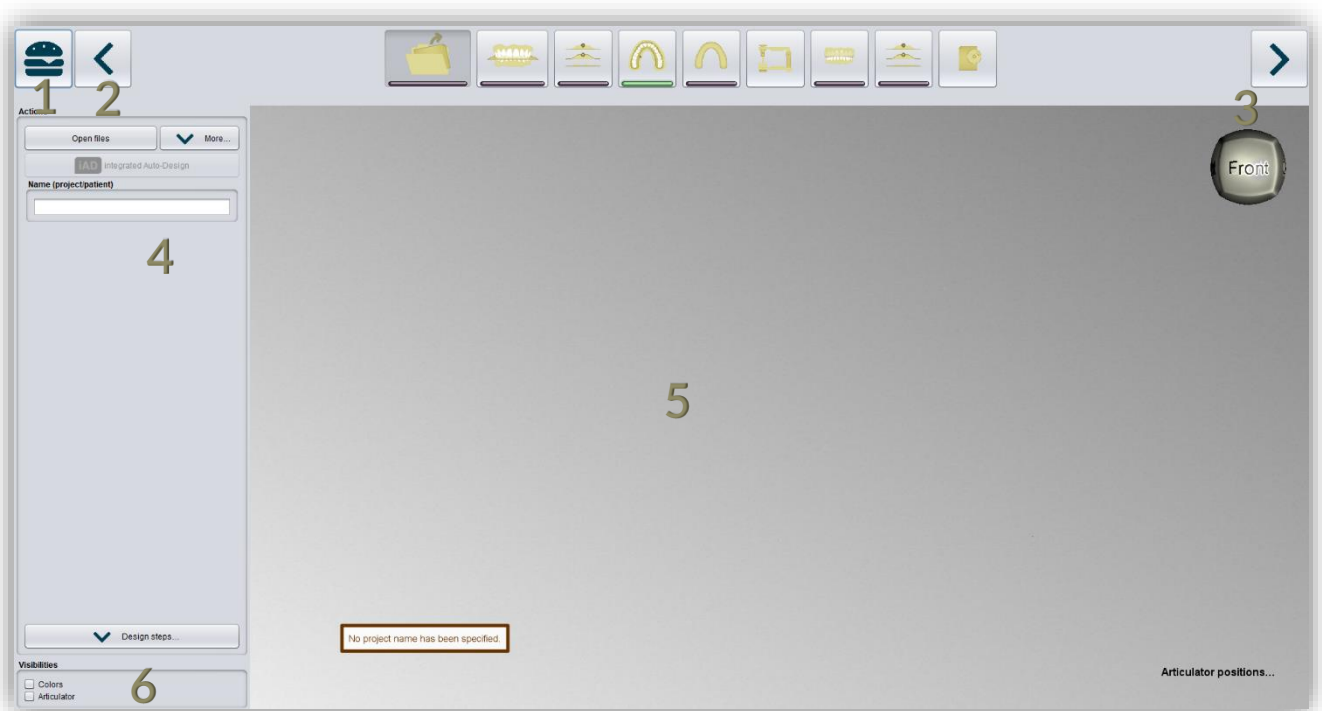 1
2
3
Actions
Open files
More...
iAD Integrated Auto-Design
Name (project/patient)
Front
4
5
Design steps...
No project name has been specified.
Visibilities
Colors
Articulator
6
Articulator positions...